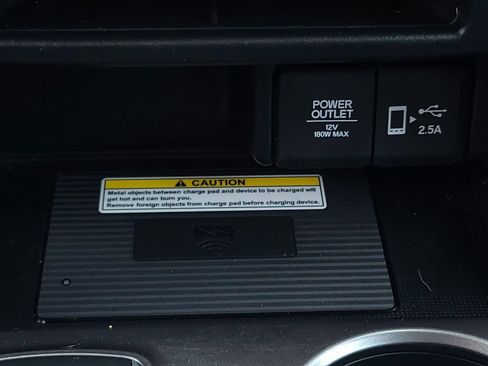 POWER
OUTLET
12V
180W MAX
2.5A
CAUTION
Metal objects between charge pad and device to be charged will
get hot and can burn you.
Remove foreign objects from charge pad before charging device.